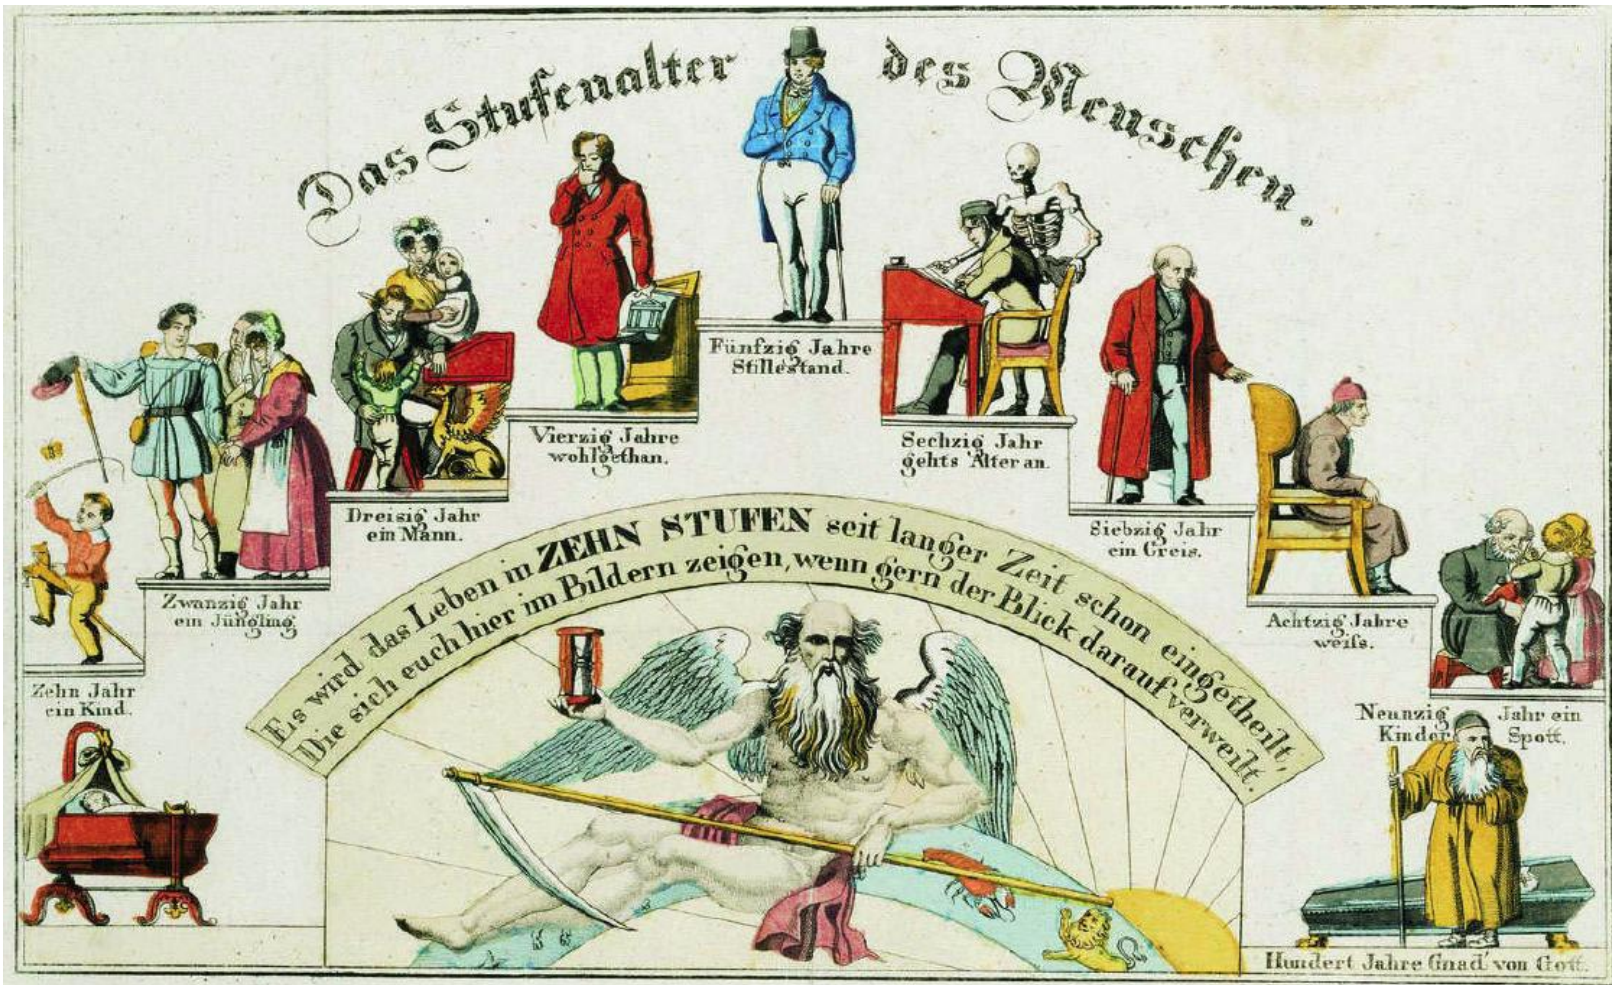 Das Stufenalter des Menschen.
Fünfzig Jahre
Stillestand.
Vierzig Jahre
wohlgethan.
Sechzig Jahr
gehts Alter an.
Dreisig Jahr
ein Mann.
Siebzig Jahr
ein Greis.
Zwanzig Jahr
ein Jüngling
Achtzig Jahre
weiſs.
Zehn Jahr
ein Kind.
Neunzig Jahr ein
Kinder Spott.
Es wird das Leben in ZEHN STUFEN seit langer Zeit schon eingetheilt,
Die sich euch hier im Bildern zeigen, wenn gern der Blick darauf verweilt.
Hundert Jahre Gnad' von Gott.